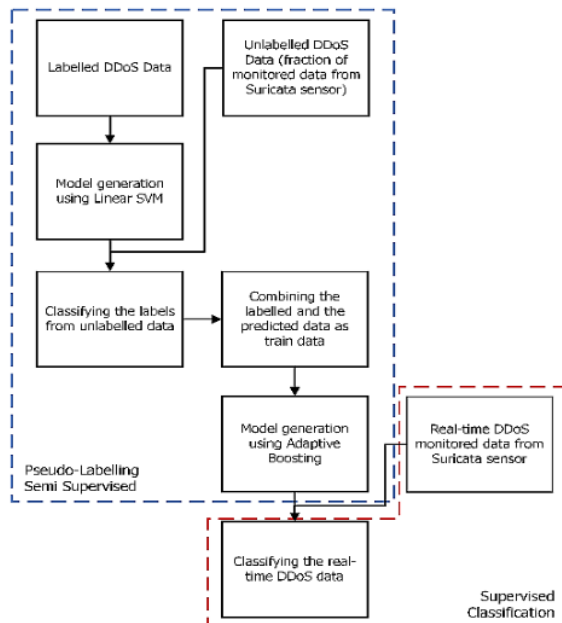 Labelled DDoS Data
Unlabelled DDoS
Data (fraction of
monitored data from
Suricata sensor)
Model generation
using Linear SVM
Classifying the labels
from unlabelled data
Combining the
labelled and the
predicted data as
train data
Model generation
using Adaptive
Boosting
Real-time DDoS
monitored data from
Suricata sensor
Pseudo-Labelling
Semi Supervised
Classifying the real-
time DDoS data
Supervised
Classification